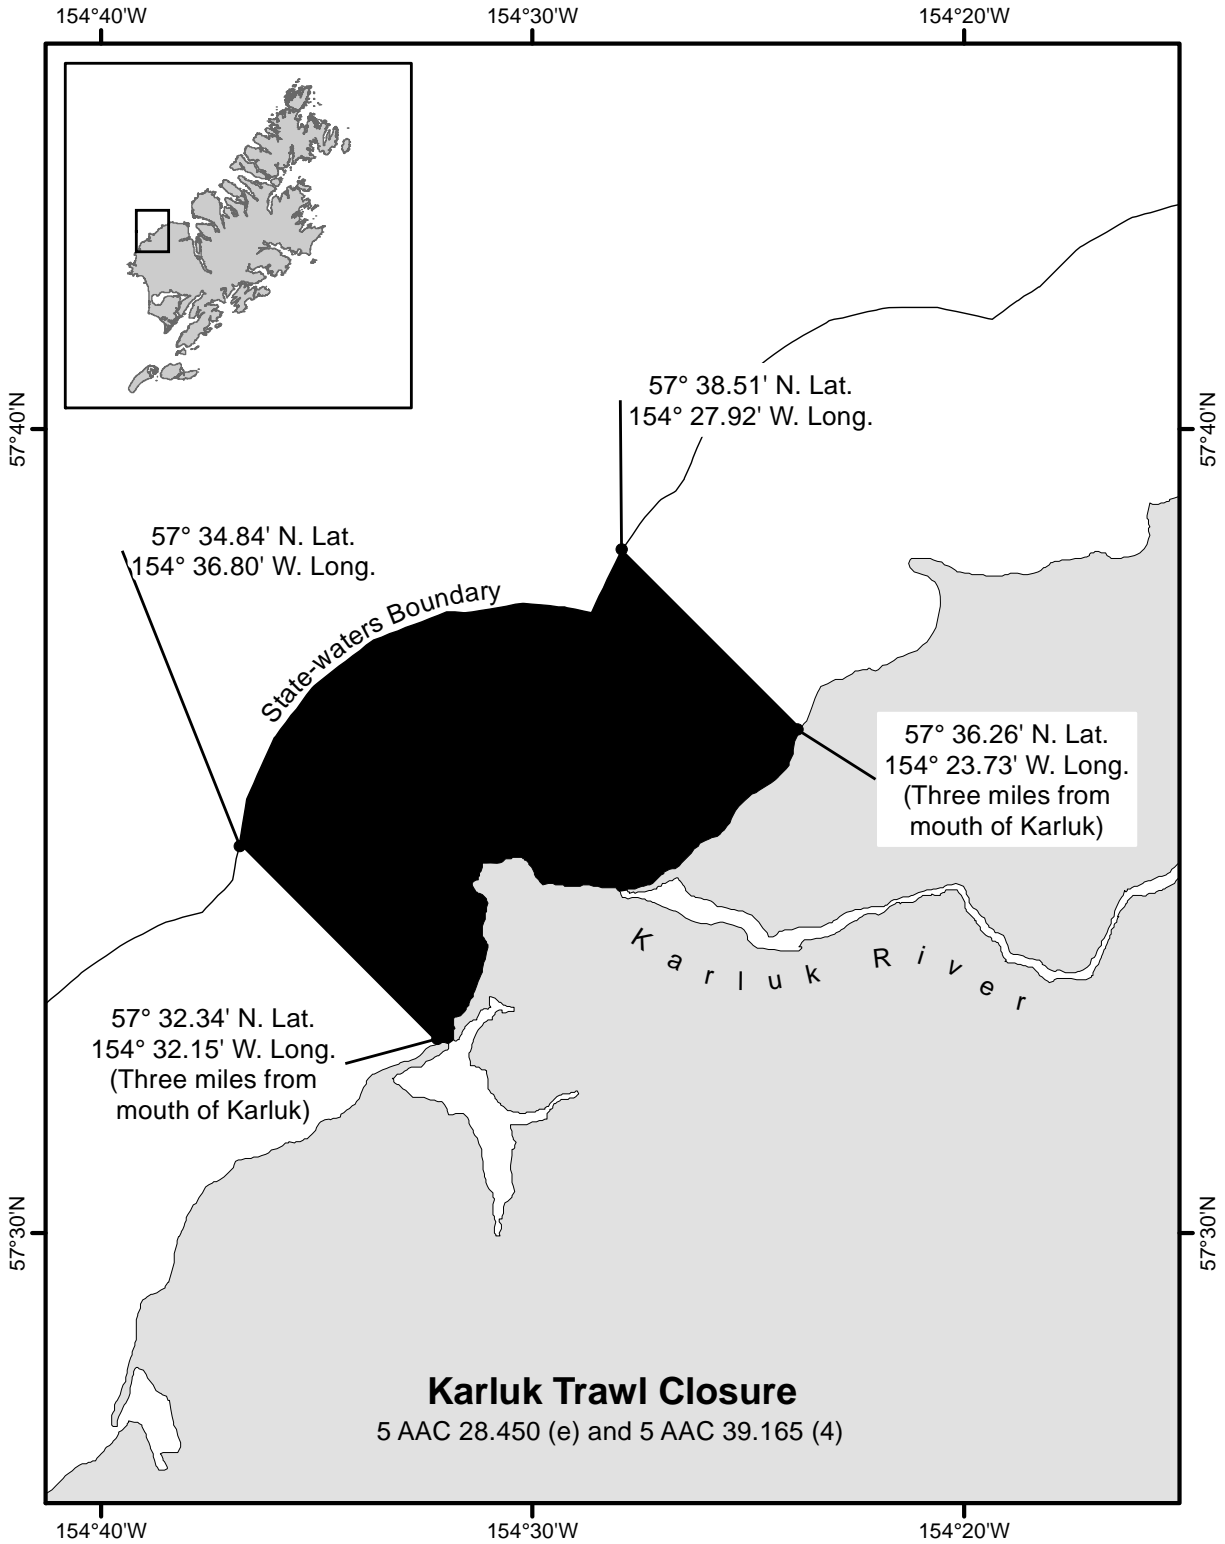 154°40'W
154°30'W
154°20'W
57° 38.51' N. Lat.
154° 27.92' W. Long.
57°40'N
57°40'N
57° 34.84' N. Lat.
154° 36.80' W. Long.
State-waters Boundary
57° 36.26' N. Lat.
154° 23.73' W. Long.
(Three miles from
mouth of Karluk)
Karluk River
57° 32.34' N. Lat.
154° 32.15' W. Long.
(Three miles from
mouth of Karluk)
57°30'N
57°30'N
Karluk Trawl Closure
5 AAC 28.450 (e) and 5 AAC 39.165 (4)
154°40'W
154°30'W
154°20'W